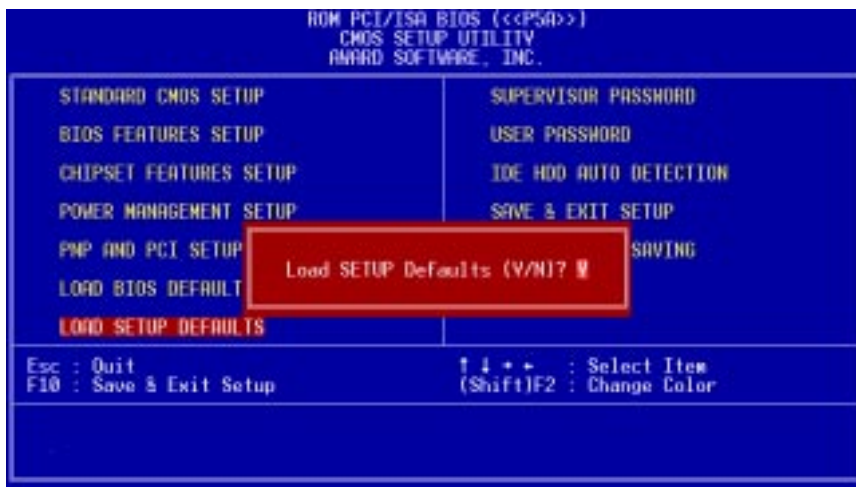 ROM PCI/ISA BIOS (<<P5A>>)
CMOS SETUP UTILITY
AWARD SOFTWARE, INC.
STANDARD CMOS SETUP
BIOS FEATURES SETUP
CHIPSET FEATURES SETUP
POWER MANAGEMENT SETUP
PNP AND PCI SETUP
LOAD BIOS DEFAULT
LOAD SETUP DEFAULTS
SUPERVISOR PASSWORD
USER PASSWORD
IDE HDD AUTO DETECTION
SAVE & EXIT SETUP
SAVING
Load SETUP Defaults (Y/N)? Y
Esc : Quit
F10 : Save & Exit Setup
↑ ↓ → ← : Select Item
(Shift)F2 : Change Color